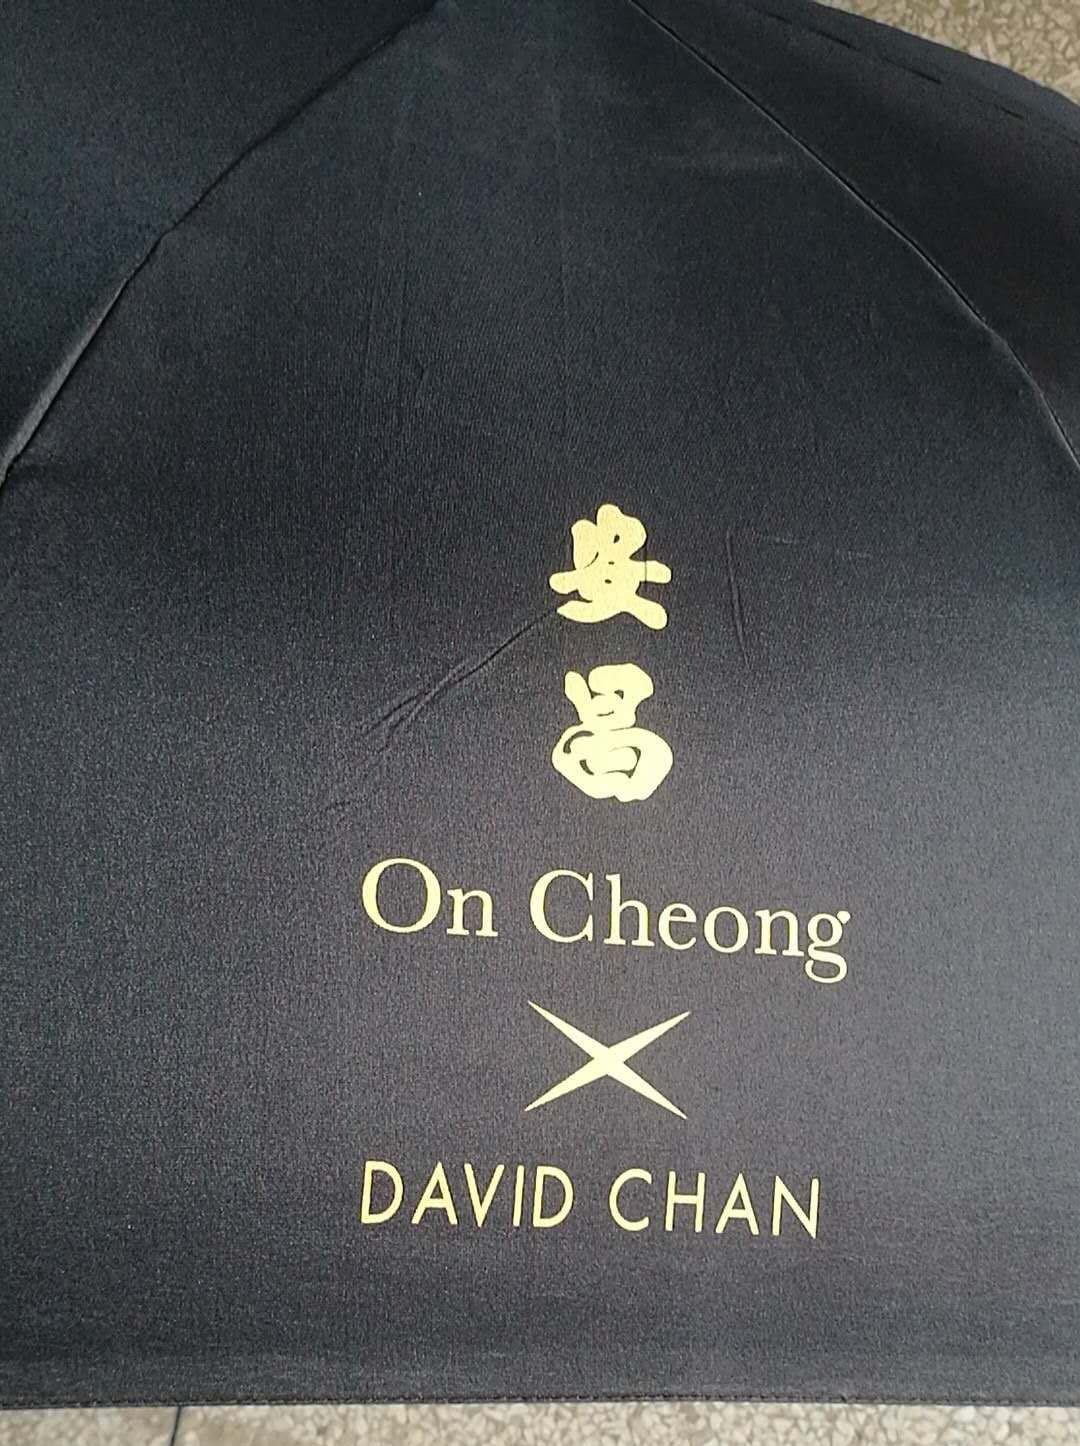 安
昌
On Cheong
X
DAVID CHAN